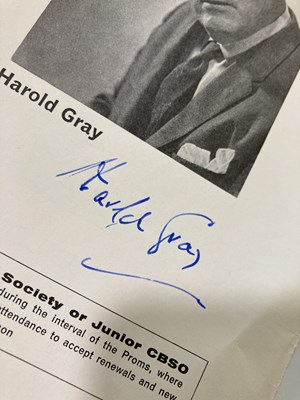 Harold Gray
Harold Gray
Society or Junior CBSO
during the interval of the Proms, where
attendance to accept renewals and new